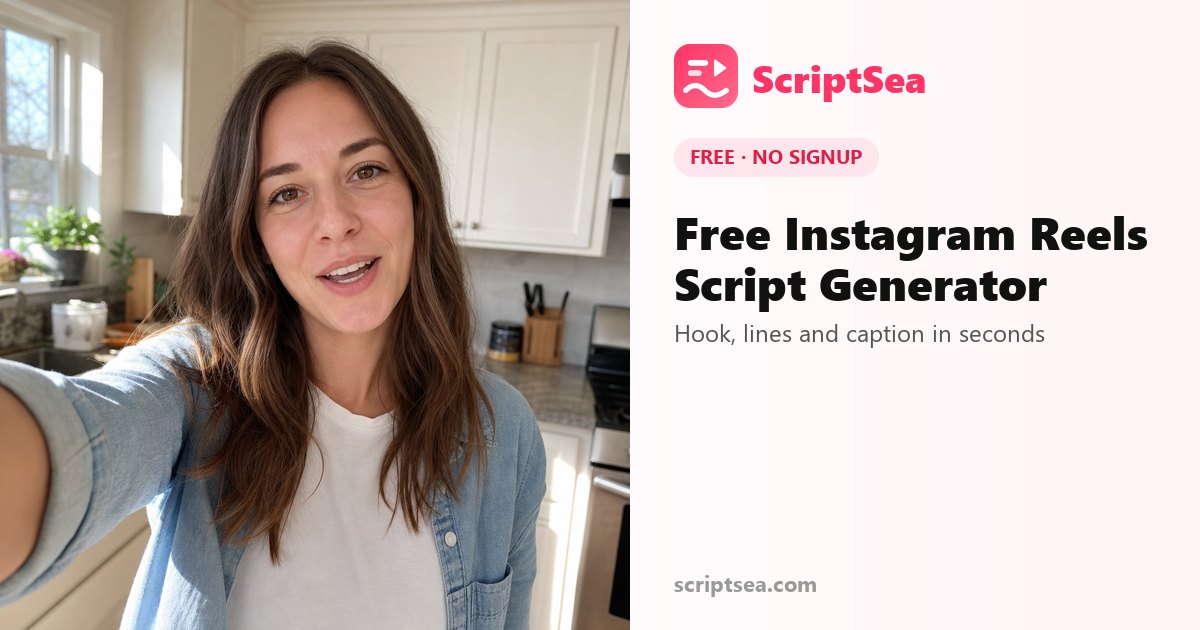 ScriptSea
FREE · NO SIGNUP
Free Instagram Reels
Script Generator
Hook, lines and caption in seconds
scriptsea.com